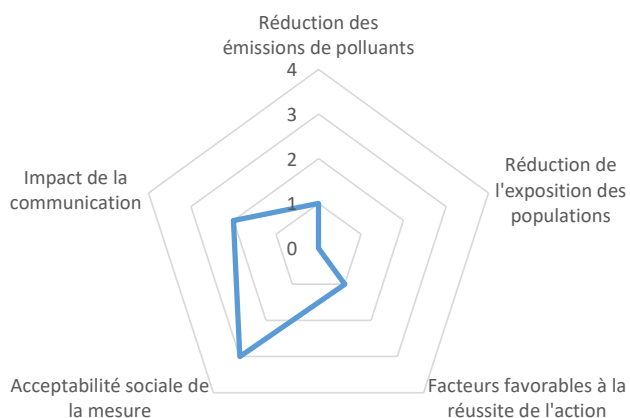 Réduction des
émissions de polluants
4
3
2
1
0
Réduction de
l'exposition des
populations
Facteurs favorables à la
réussite de l'action
Acceptabilité sociale de
la mesure
Impact de la
communication